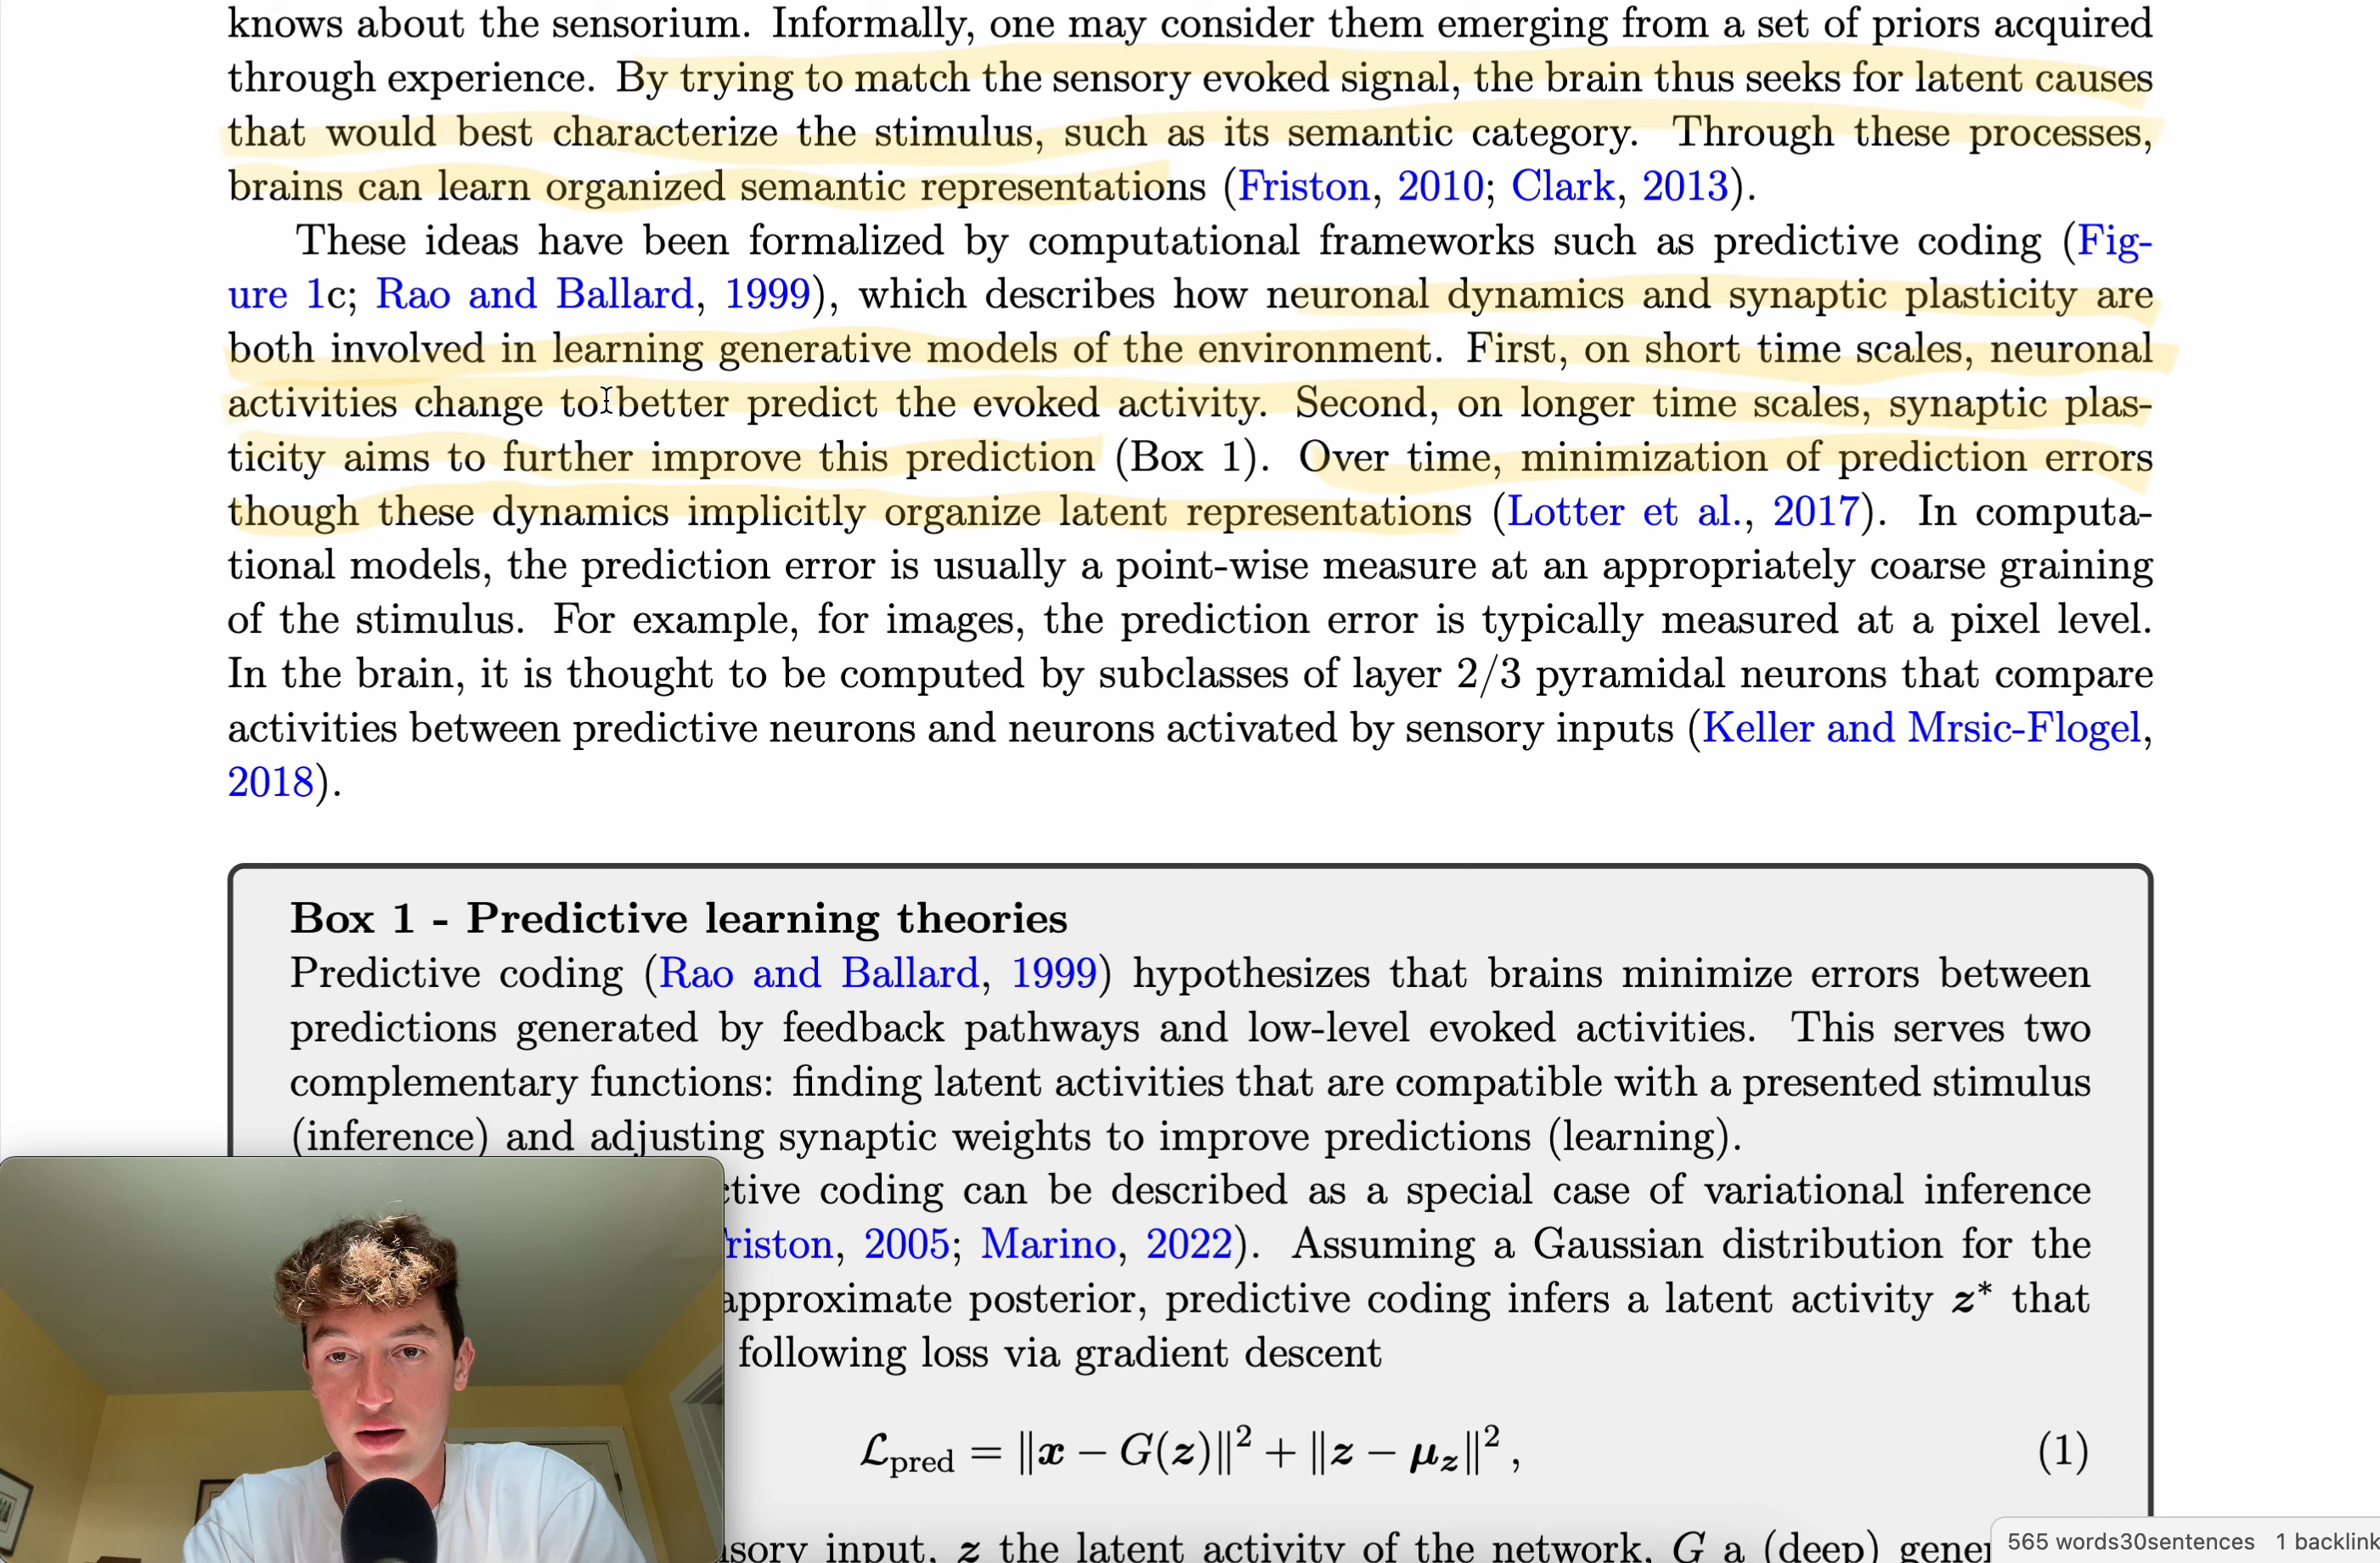 knows about the sensorium. Informally, one may consider them emerging from a set of priors acquired
through experience. By trying to match the sensory evoked signal, the brain thus seeks for latent causes
that would best characterize the stimulus, such as its semantic category. Through these processes,
brains can learn organized semantic representations (Friston, 2010; Clark, 2013).
These ideas have been formalized by computational frameworks such as predictive coding (Fig-
ure 1c; Rao and Ballard, 1999), which describes how neuronal dynamics and synaptic plasticity are
both involved in learning generative models of the environment. First, on short time scales, neuronal
activities change to better predict the evoked activity. Second, on longer time scales, synaptic plas-
ticity aims to further improve this prediction (Box 1). Over time, minimization of prediction errors
though these dynamics implicitly organize latent representations (Lotter et al., 2017). In computa-
tional models, the prediction error is usually a point-wise measure at an appropriately coarse graining
of the stimulus. For example, for images, the prediction error is typically measured at a pixel level.
In the brain, it is thought to be computed by subclasses of layer 2/3 pyramidal neurons that compare
activities between predictive neurons and neurons activated by sensory inputs (Keller and Mrsic-Flogel,
2018).
Box 1 - Predictive learning theories
Predictive coding (Rao and Ballard, 1999) hypothesizes that brains minimize errors between
predictions generated by feedback pathways and low-level evoked activities. This serves two
complementary functions: finding latent activities that are compatible with a presented stimulus
(inference) and adjusting synaptic weights to improve predictions (learning).
ctive coding can be described as a special case of variational inference
riston, 2005; Marino, 2022). Assuming a Gaussian distribution for the
approximate posterior, predictive coding infers a latent activity z* that
following loss via gradient descent
ℒpred = ‖x − G(z)‖² + ‖z − μz‖² , (1)
sory input, z the latent activity of the network, G a (deep) gener
565 words30sentences 1 backlink